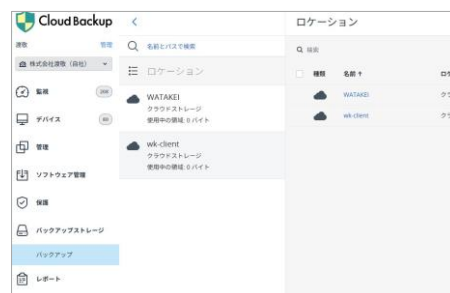 Cloud Backup
渡敬
管理
株式会社渡敬（自社）
監視
デバイス
管理
ソフトウェア管理
保護
バックアップストレージ
バックアップ
レポート
名前とパスで検索
ロケーション
WATAKEI
クラウドストレージ
使用中の領域: 0 バイト
wk-client
クラウドストレージ
使用中の領域: 0 バイト
ロケーション
検索
種類
名前 ↑
WATAKEI
wk-client